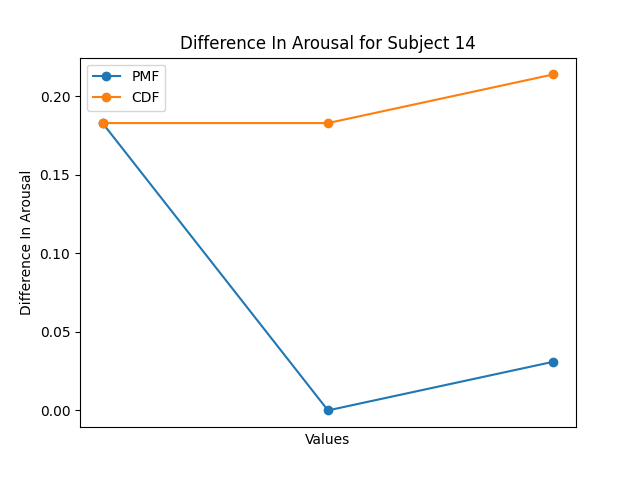 Difference In Arousal for Subject 14
PMF
CDF
0.20
0.15
0.10
0.05
0.00
Difference In Arousal
Values